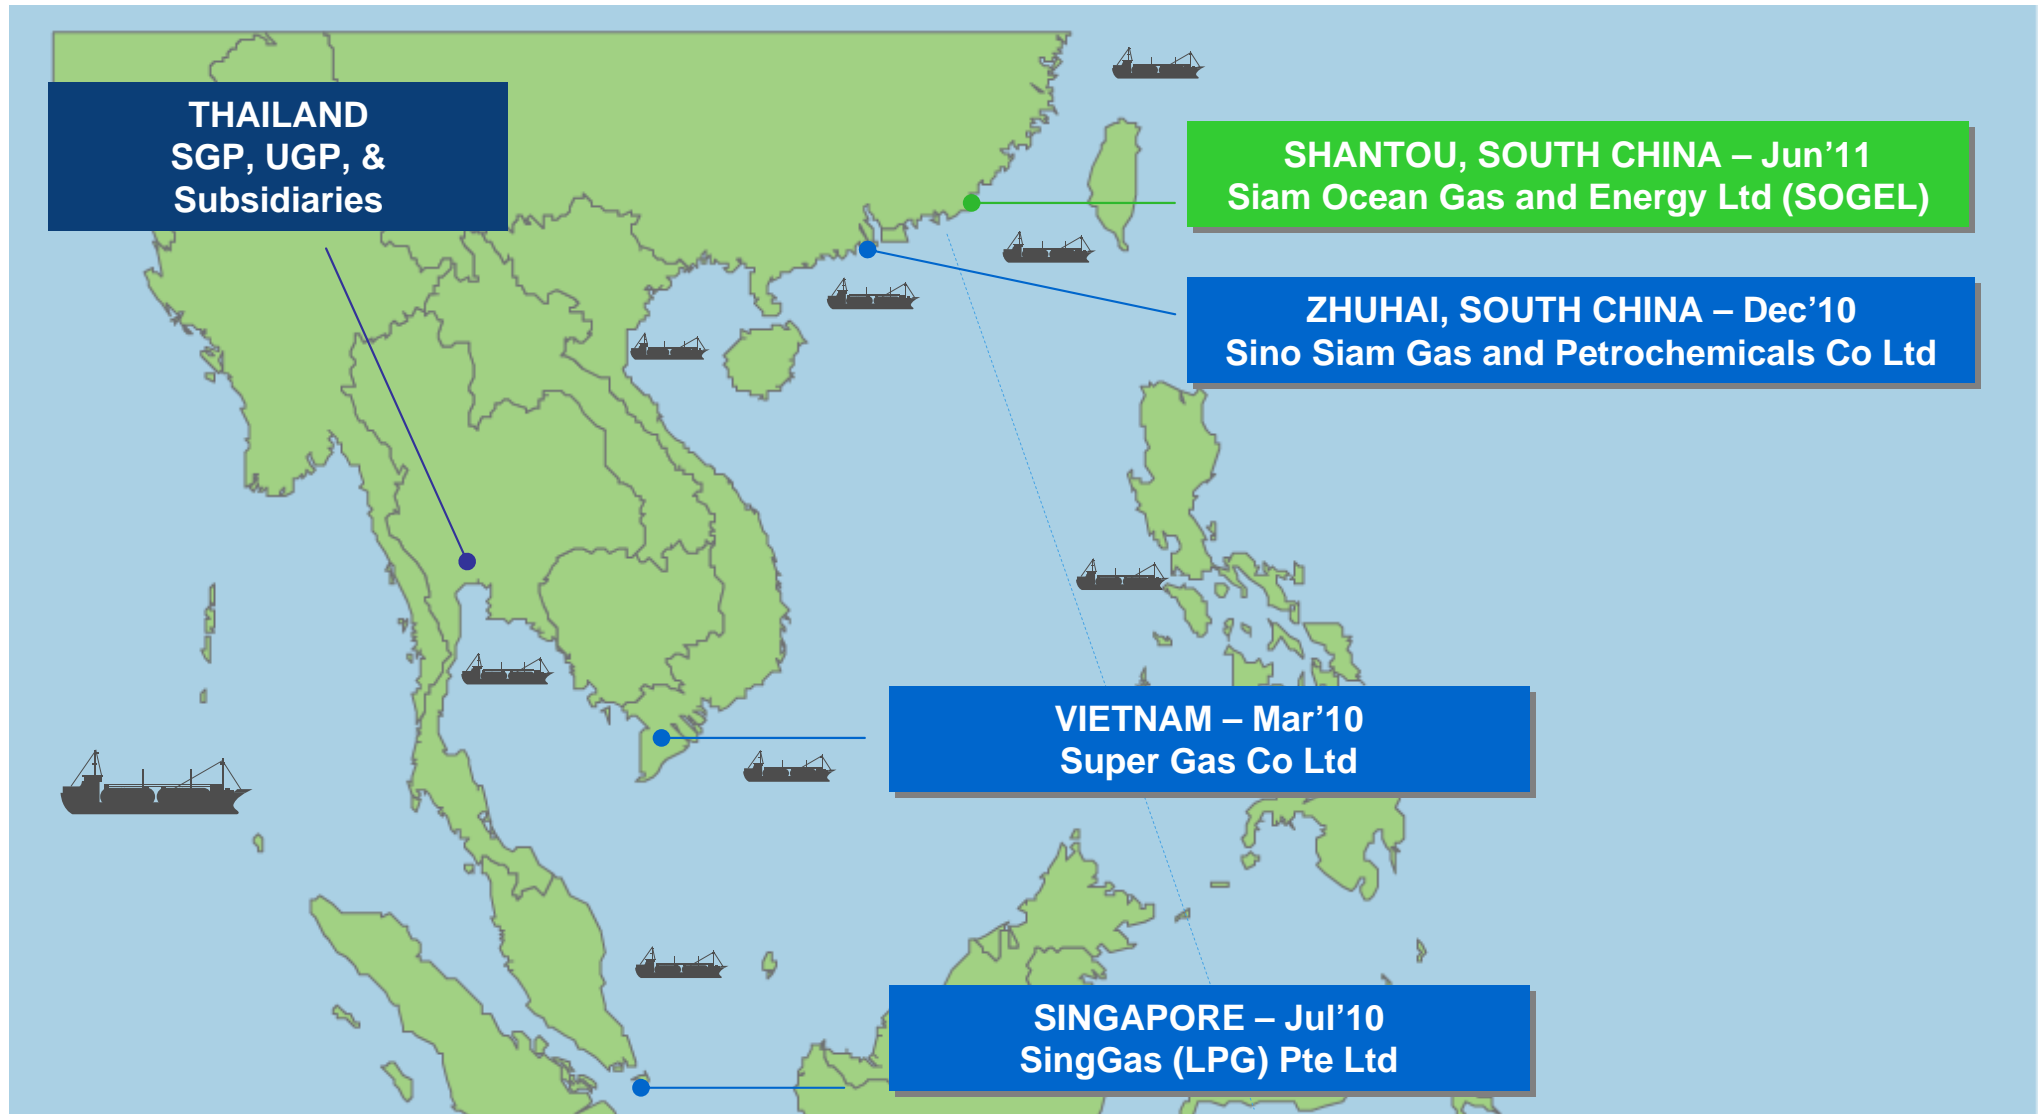 THAILAND
SGP, UGP, &
Subsidiaries
SHANTOU, SOUTH CHINA – Jun’11
Siam Ocean Gas and Energy Ltd (SOGEL)
ZHUHAI, SOUTH CHINA – Dec’10
Sino Siam Gas and Petrochemicals Co Ltd
VIETNAM – Mar’10
Super Gas Co Ltd
SINGAPORE – Jul’10
SingGas (LPG) Pte Ltd